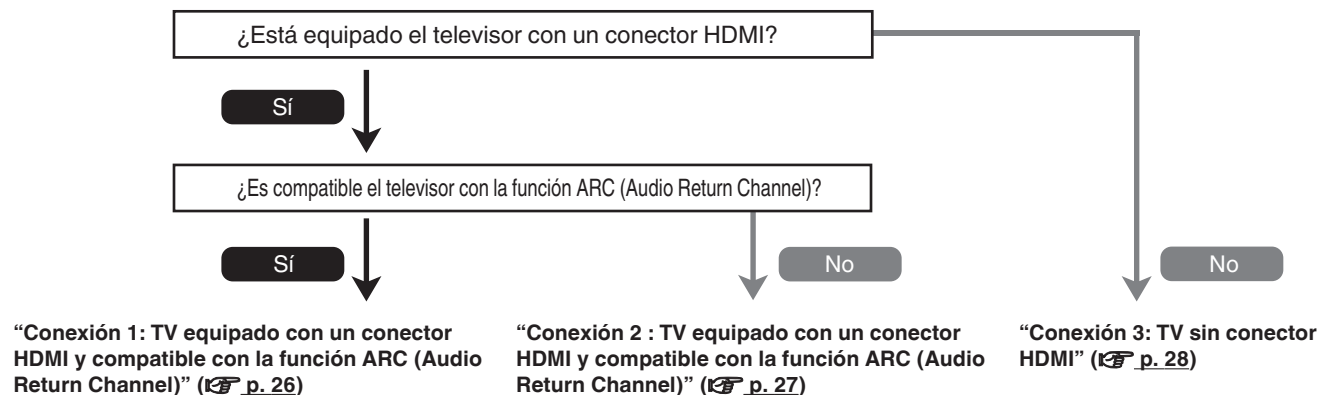 ¿Está equipado el televisor con un conector HDMI?
Sí
¿Es compatible el televisor con la función ARC (Audio Return Channel)?
Sí
No
No
“Conexión 1: TV equipado con un conector
HDMI y compatible con la función ARC (Audio
Return Channel)” (☞ p. 26)
“Conexión 2 : TV equipado con un conector
HDMI y compatible con la función ARC (Audio
Return Channel)” (☞ p. 27)
“Conexión 3: TV sin conector
HDMI” (☞ p. 28)